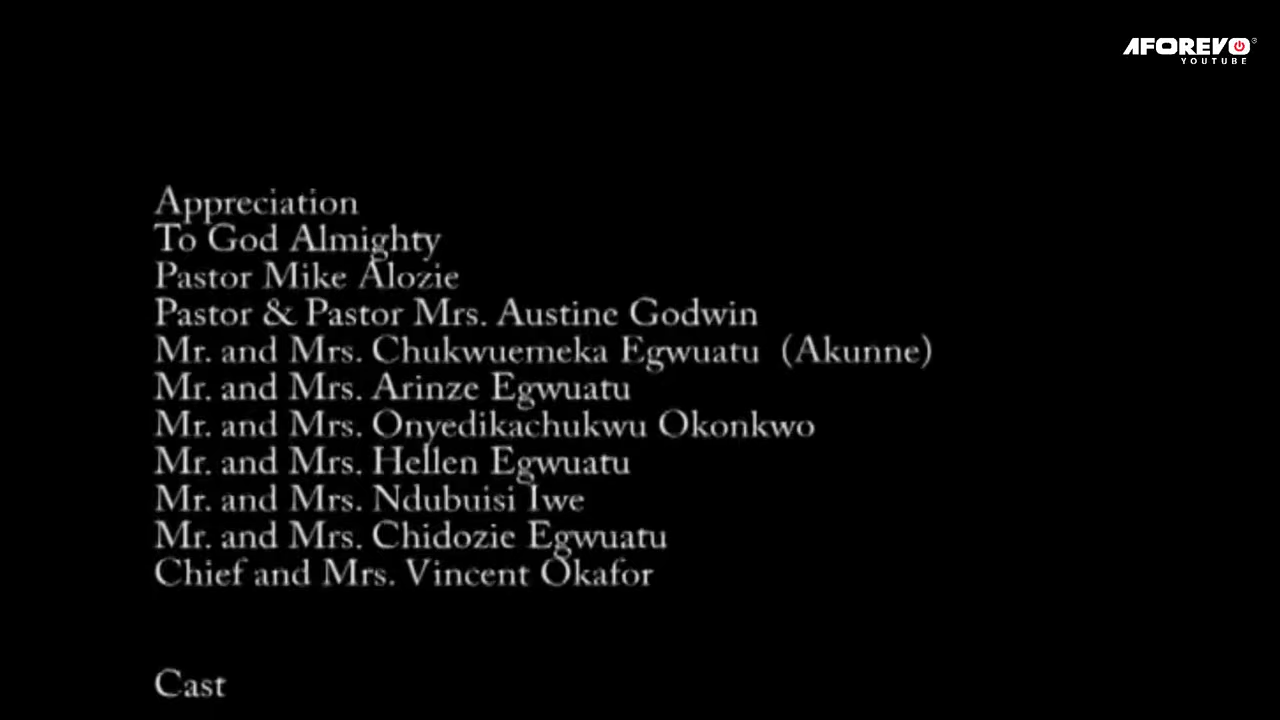 AFOREVO
YOUTUBE
Appreciation
To God Almighty
Pastor Mike Alozie
Pastor & Pastor Mrs. Austine Godwin
Mr. and Mrs. Chukwuemeka Egwuatu (Akunne)
Mr. and Mrs. Arinze Egwuatu
Mr. and Mrs. Onyedikachukwu Okonkwo
Mr. and Mrs. Hellen Egwuatu
Mr. and Mrs. Ndubuisi Iwe
Mr. and Mrs. Chidozie Egwuatu
Chief and Mrs. Vincent Okafor
Cast